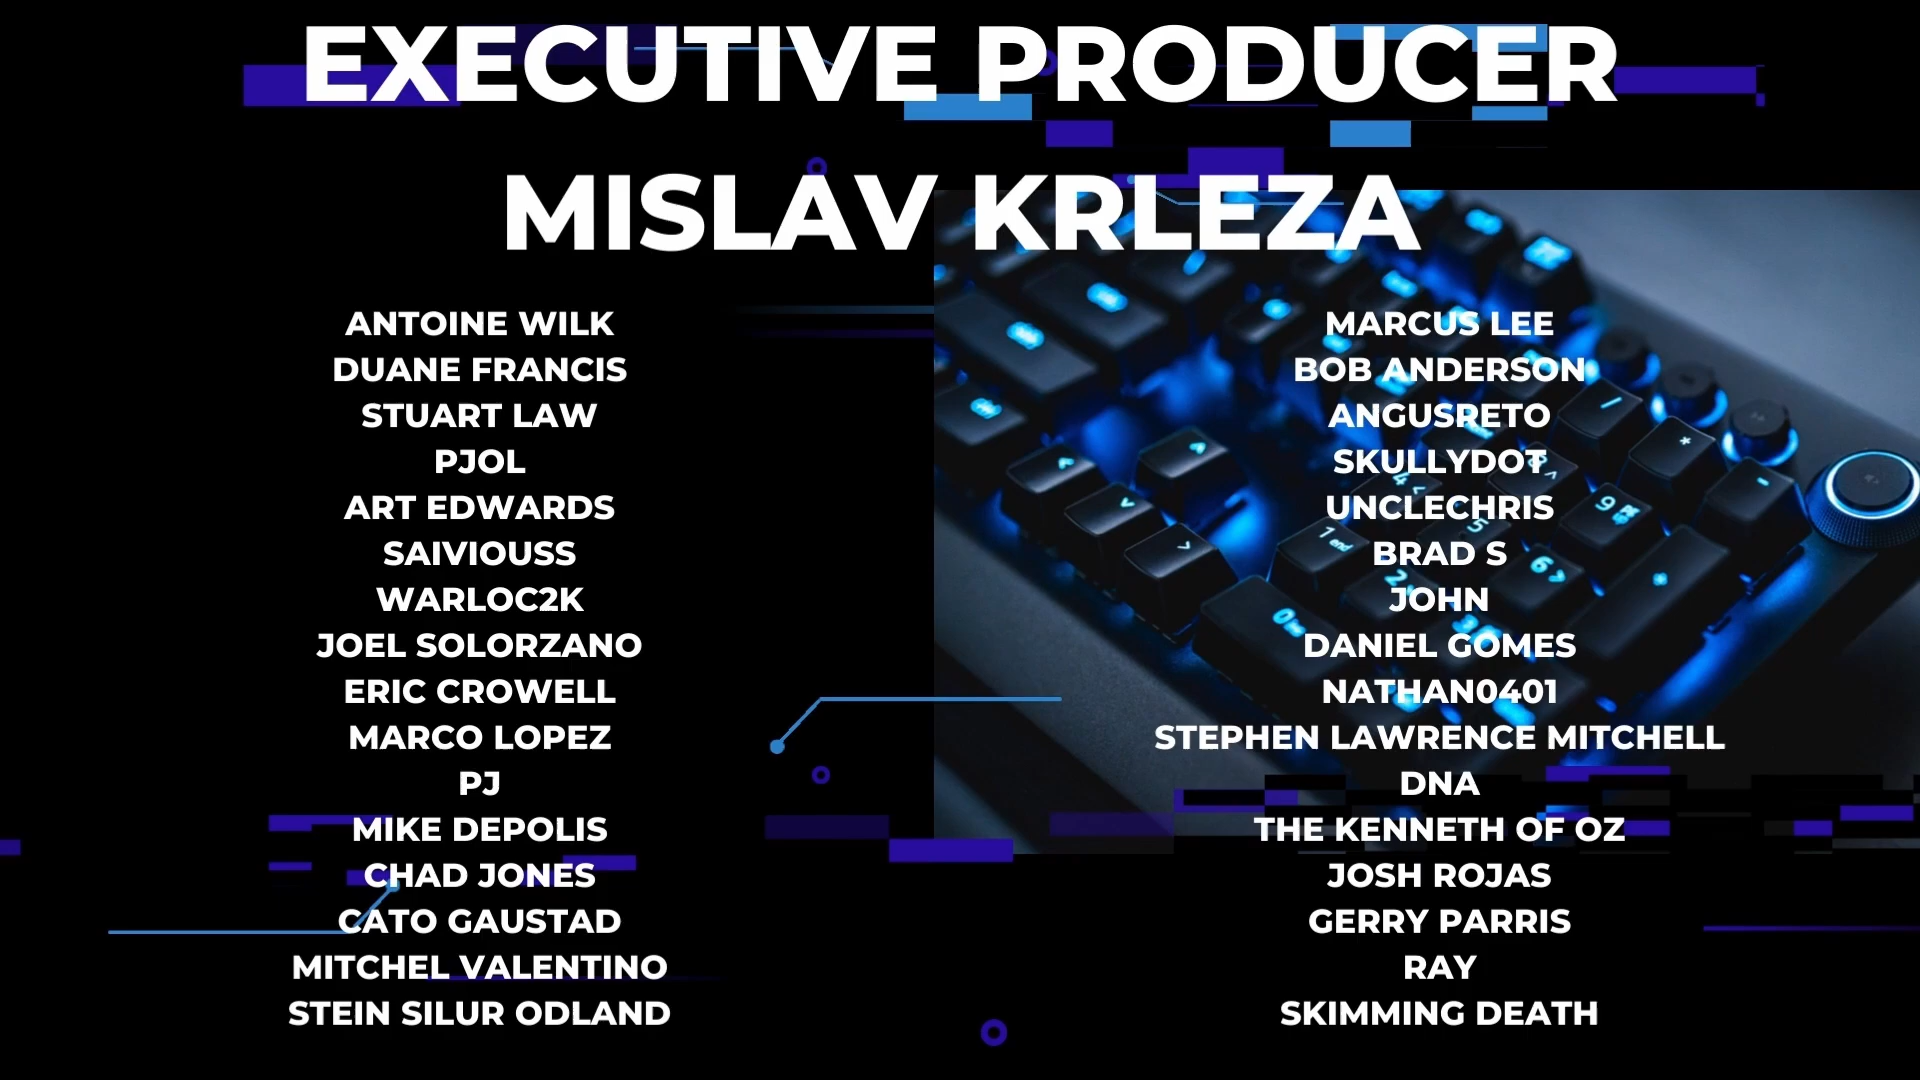 EXECUTIVE PRODUCER
MISLAV KRLEZA
ANTOINE WILK
DUANE FRANCIS
STUART LAW
PJOL
ART EDWARDS
SAIVIOUSS
WARLOC2K
JOEL SOLORZANO
ERIC CROWELL
MARCO LOPEZ
PJ
MIKE DEPOLIS
CHAD JONES
CATO GAUSTAD
MITCHEL VALENTINO
STEIN SILUR ODLAND
MARCUS LEE
BOB ANDERSON
ANGUSRETO
SKULLYDOT
UNCLECHRIS
BRAD S
JOHN
DANIEL GOMES
NATHAN0401
STEPHEN LAWRENCE MITCHELL
DNA
THE KENNETH OF OZ
JOSH ROJAS
GERRY PARRIS
RAY
SKIMMING DEATH